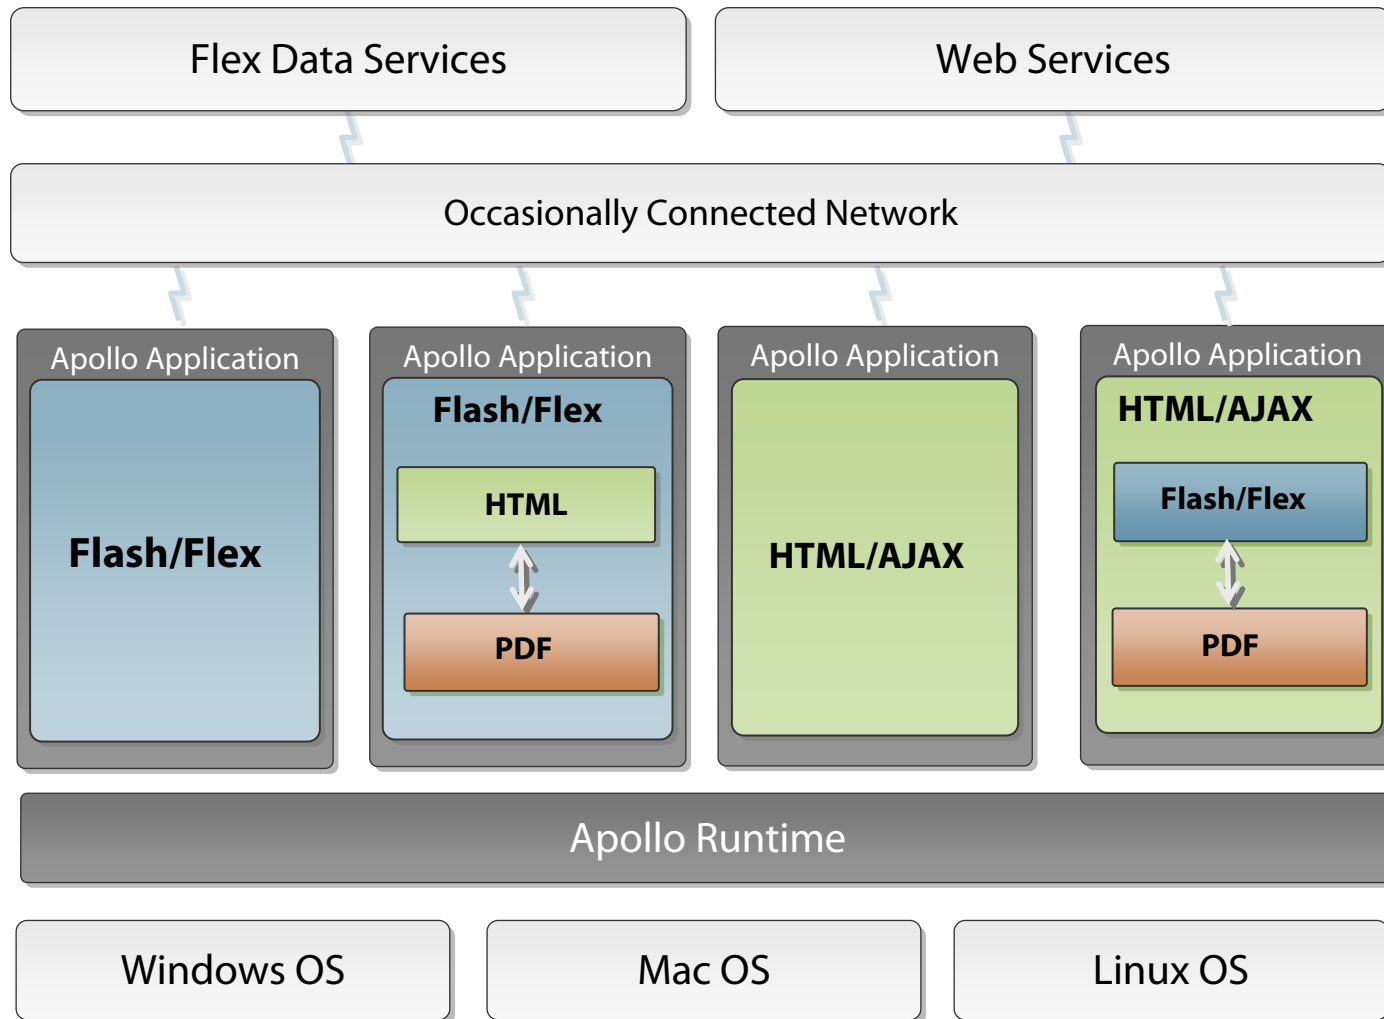 Flex Data Services
Web Services
Occasionally Connected Network
Apollo Application
Flash/Flex
Apollo Application
Flash/Flex
HTML
PDF
Apollo Application
HTML/AJAX
Apollo Application
HTML/AJAX
Flash/Flex
PDF
Apollo Runtime
Windows OS
Mac OS
Linux OS